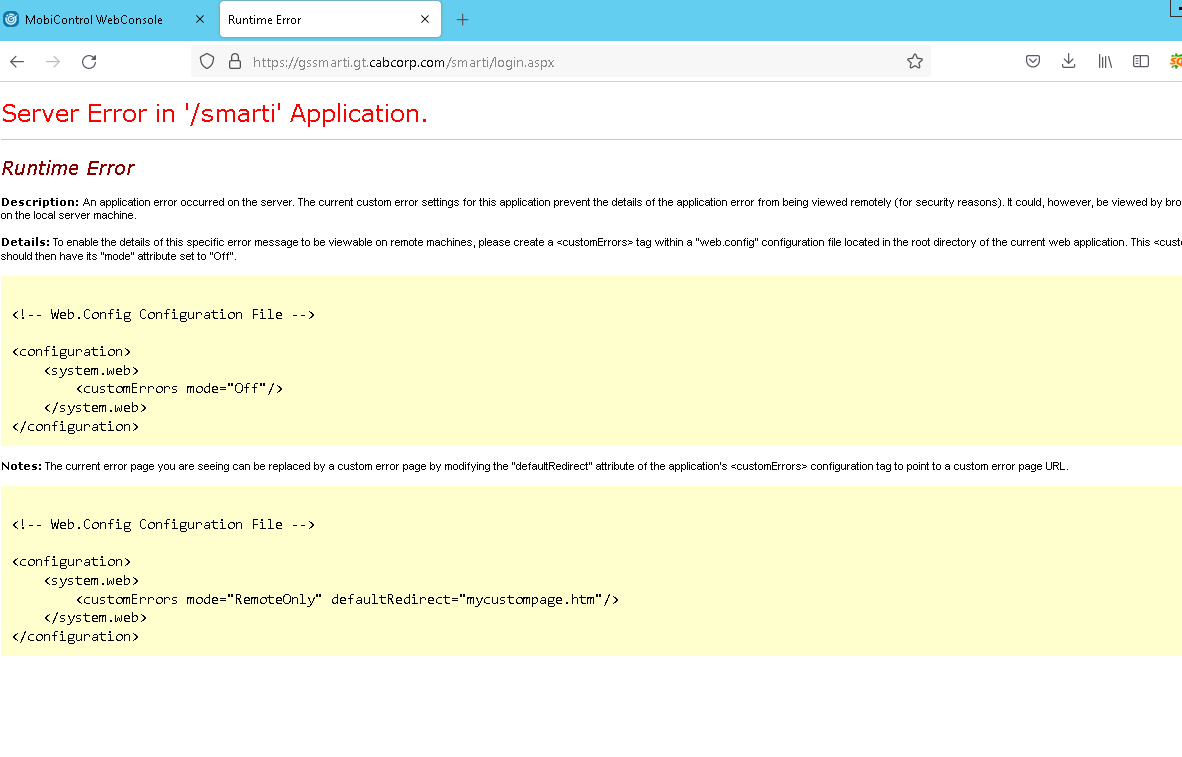 MobiControl WebConsole
Runtime Error
https://gssmarti.gt.cabcorp.com/smarti/login.aspx
Server Error in '/smarti' Application.
Runtime Error
Description: An application error occurred on the server. The current custom error settings for this application prevent the details of the application error from being viewed remotely (for security reasons). It could, however, be viewed by bro
on the local server machine.
Details: To enable the details of this specific error message to be viewable on remote machines, please create a <customErrors> tag within a "web.config" configuration file located in the root directory of the current web application. This <cust
should then have its "mode" attribute set to "Off".
<!-- Web.Config Configuration File -->
<configuration>
    <system.web>
        <customErrors mode="Off"/>
    </system.web>
</configuration>
Notes: The current error page you are seeing can be replaced by a custom error page by modifying the "defaultRedirect" attribute of the application's <customErrors> configuration tag to point to a custom error page URL.
<!-- Web.Config Configuration File -->
<configuration>
    <system.web>
        <customErrors mode="RemoteOnly" defaultRedirect="mycustompage.htm"/>
    </system.web>
</configuration>